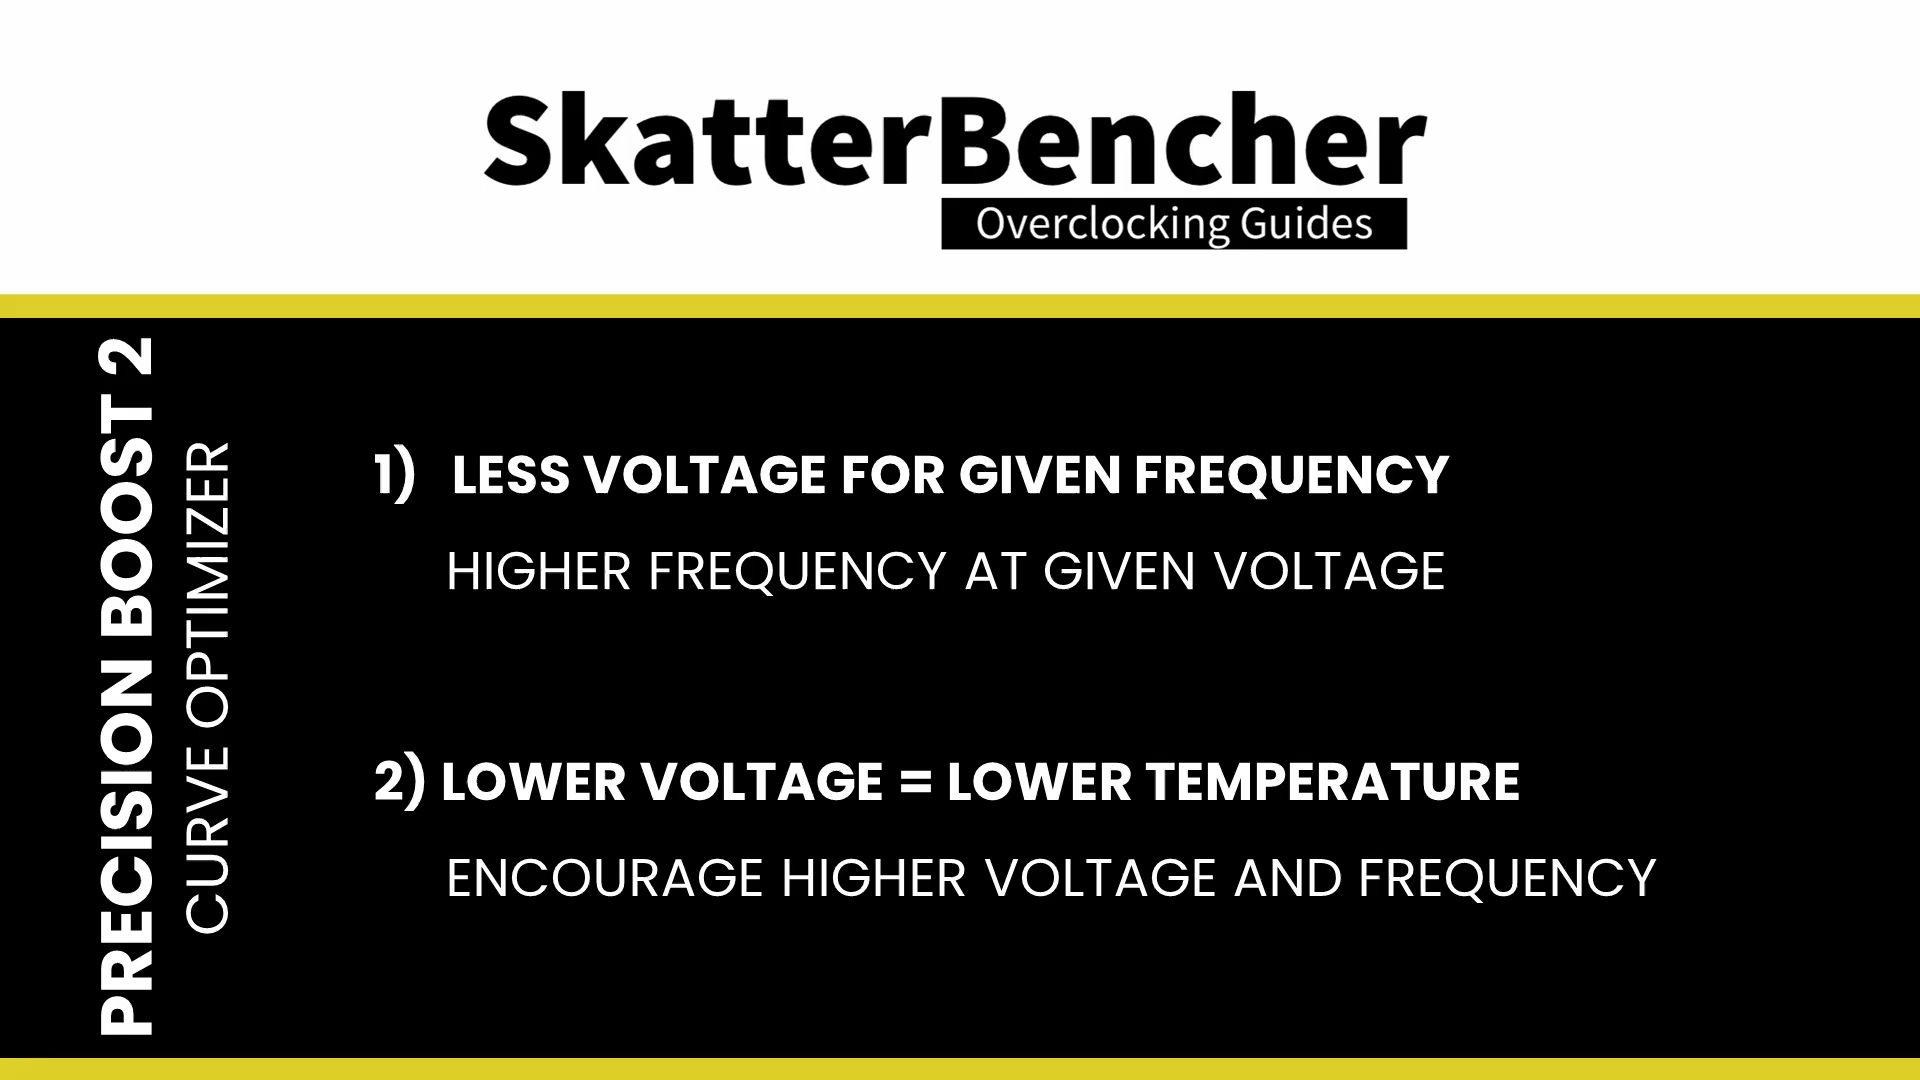 SkatterBencher
Overclocking Guides
PRECISION BOOST 2
CURVE OPTIMIZER
1) LESS VOLTAGE FOR GIVEN FREQUENCY
HIGHER FREQUENCY AT GIVEN VOLTAGE
2) LOWER VOLTAGE = LOWER TEMPERATURE
ENCOURAGE HIGHER VOLTAGE AND FREQUENCY